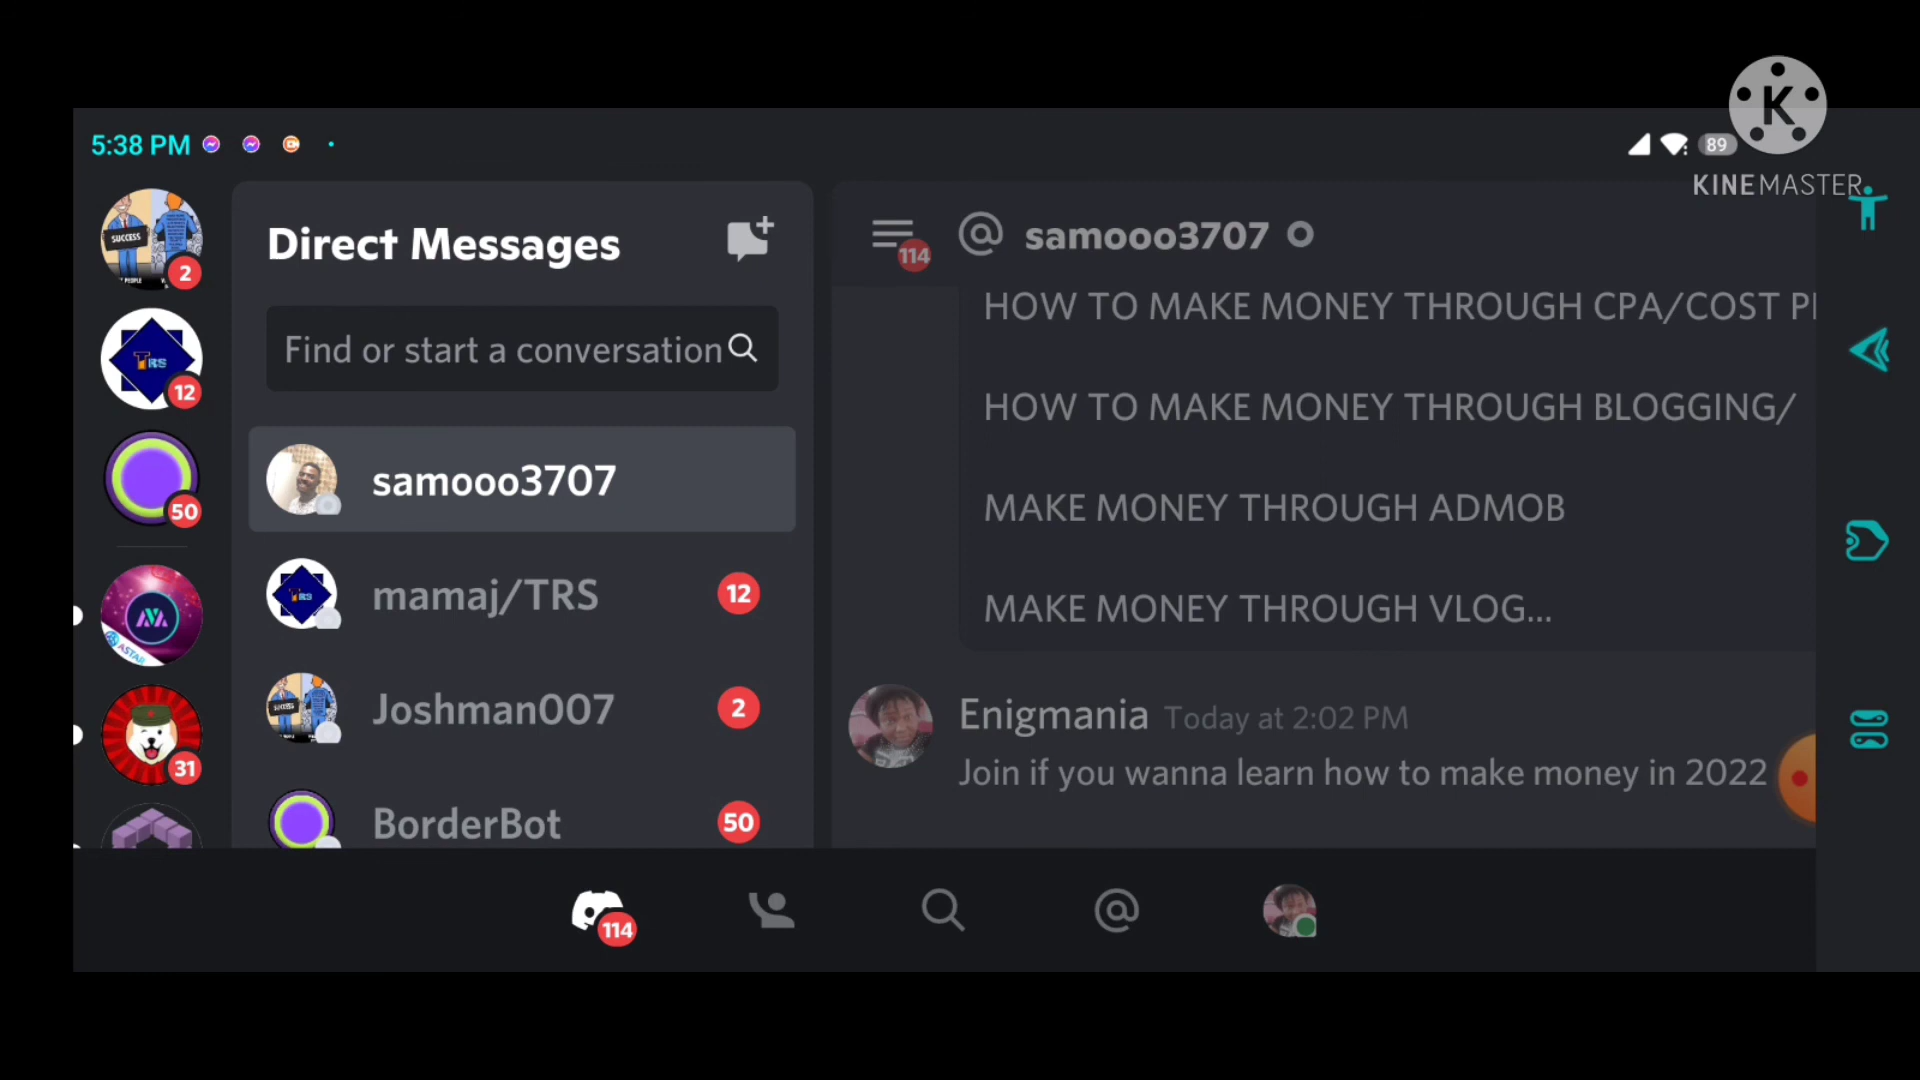 5:38 PM
89
KINEMASTER
2
SUCCESS
TRS
12
50
ASTAR
31
Direct Messages
Find or start a conversation
samooo3707
mamaj/TRS
12
Joshman007
2
BorderBot
50
114
@ samooo3707
HOW TO MAKE MONEY THROUGH CPA/COST
HOW TO MAKE MONEY THROUGH BLOGGING/
MAKE MONEY THROUGH ADMOB
MAKE MONEY THROUGH VLOG...
Enigmania Today at 2:02 PM
Join if you wanna learn how to make money in 2022
114